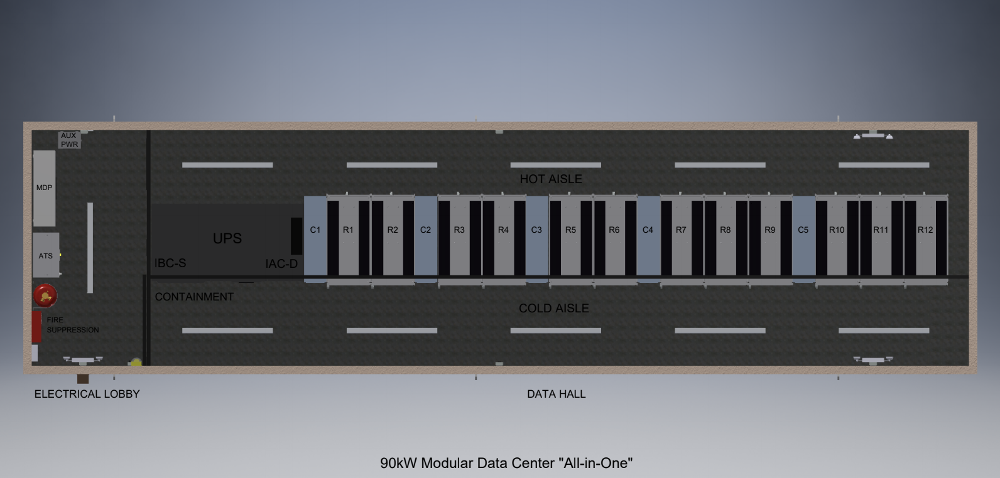 AUX
PWR
MDP
HOT AISLE
C1 R1 R2 C2 R3 R4 C3 R5 R6 C4 R7 R8 R9 C5 R10 R11 R12
UPS
ATS
IBC-S IAC-D
CONTAINMENT
COLD AISLE
FIRE
SUPPRESSION
ELECTRICAL LOBBY DATA HALL
90kW Modular Data Center "All-in-One"